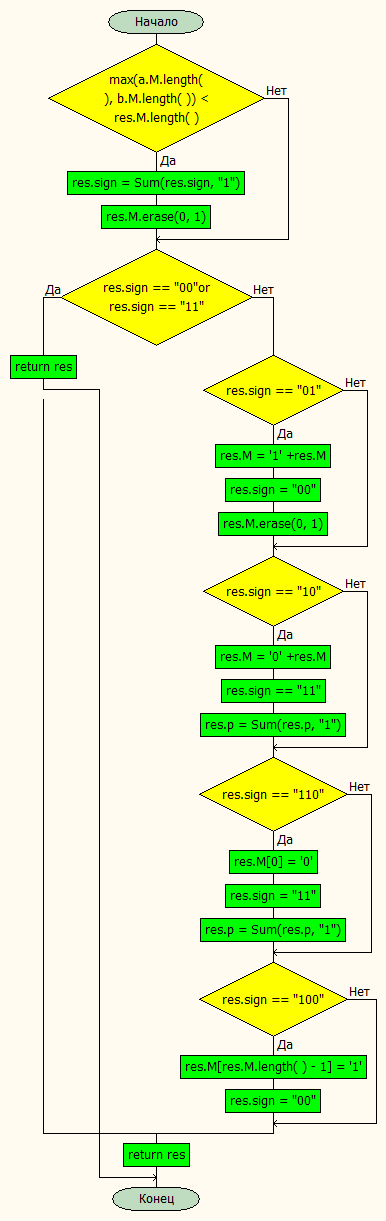 Начало
max(a.M.length(
), b.M.length( )) <
res.M.length( )
Нет
Да
res.sign = Sum(res.sign, "1")
res.M.erase(0, 1)
Да
res.sign == "00"or
res.sign == "11"
Нет
return res
res.sign == "01"
Нет
Да
res.M = '1' +res.M
res.sign = "00"
res.M.erase(0, 1)
res.sign == "10"
Нет
Да
res.M = '0' +res.M
res.sign == "11"
res.p = Sum(res.p, "1")
res.sign == "110"
Нет
Да
res.M[0] = '0'
res.sign = "11"
res.p = Sum(res.p, "1")
res.sign == "100"
Нет
Да
res.M[res.M.length( ) - 1] = '1'
res.sign = "00"
return res
Конец